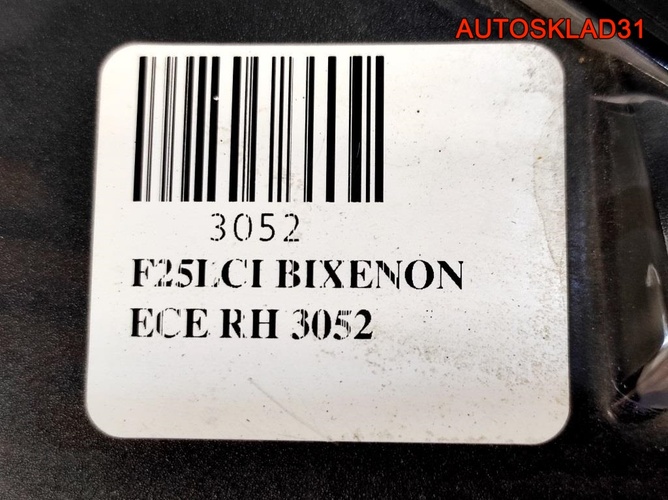 AUTOSKLAD31
3052
F25LCI BIXENON
ECE RH 3052